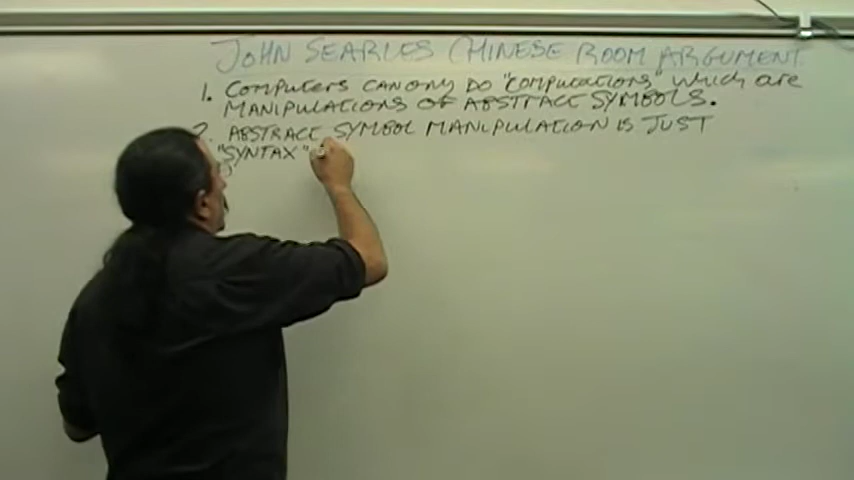 JOHN SEARLES CHINESE ROOM ARGUMENT.
1. COMPUTERS CAN ONLY DO "COMPUTATIONS" WHICH ARE
MANIPULATIONS OF ABSTRACT SYMBOLS.
2. ABSTRACT SYMBOL MANIPULATION IS JUST
"SYNTAX"